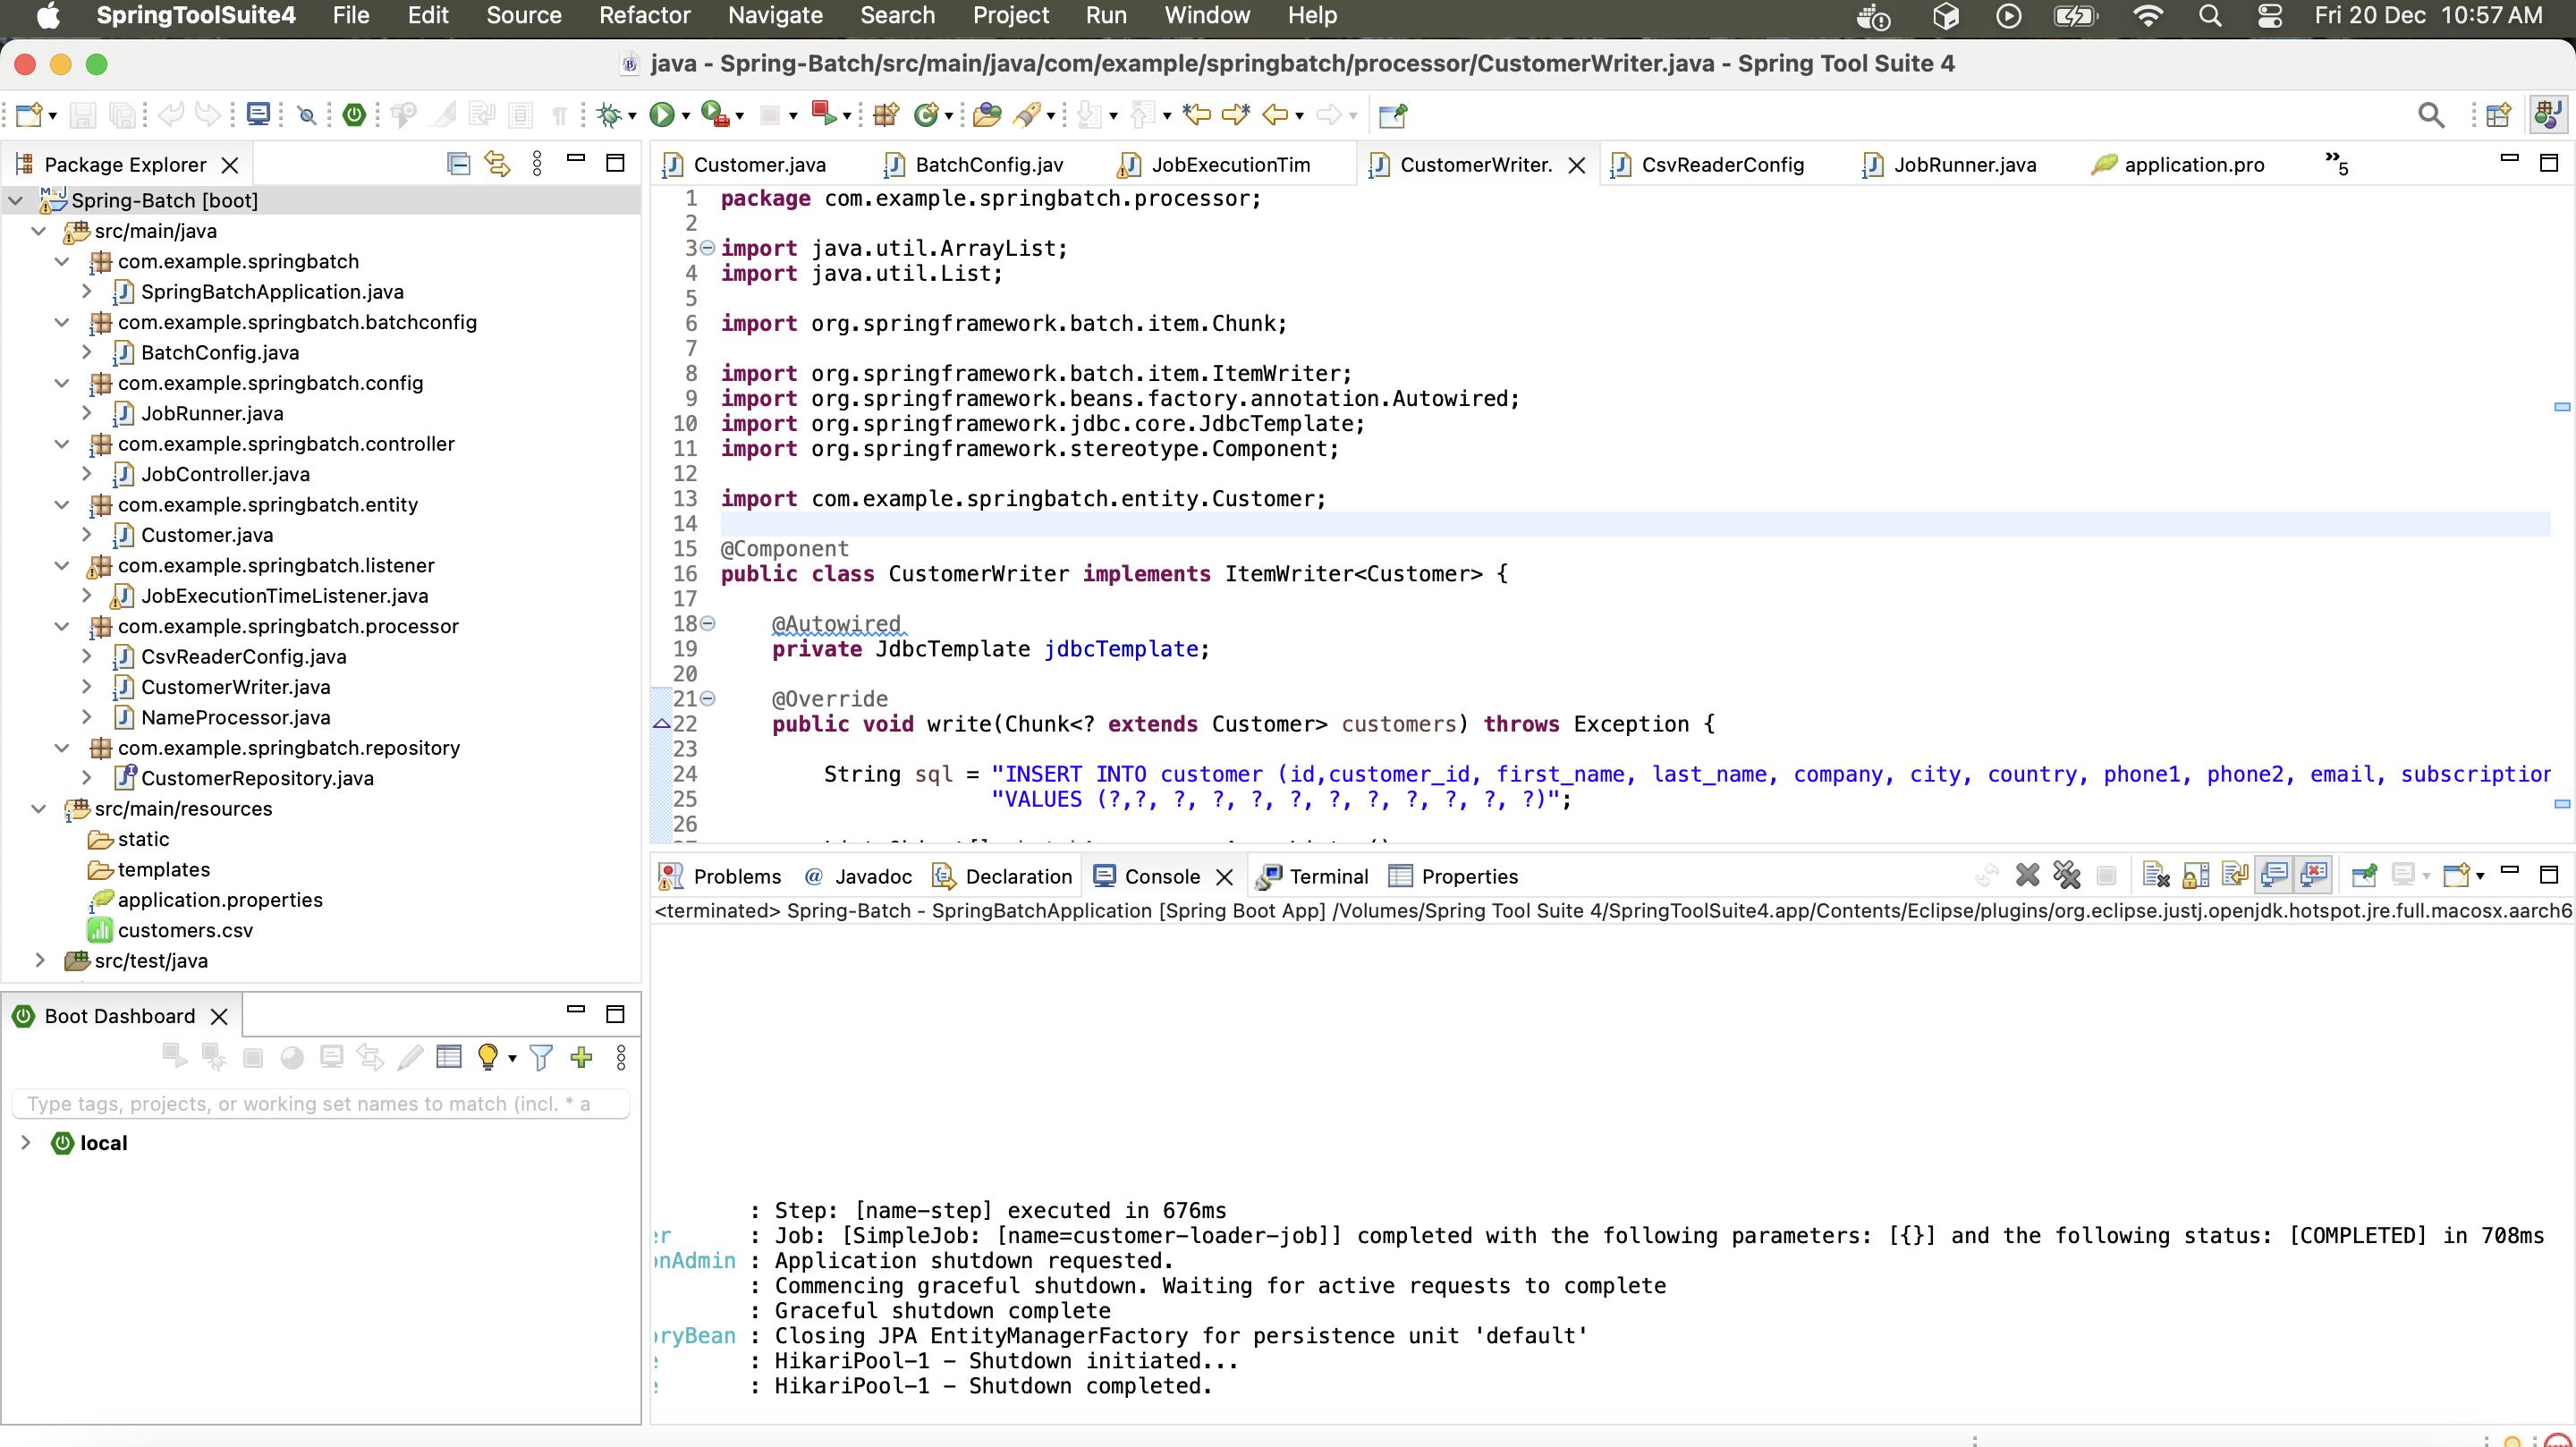 SpringToolSuite4 File Edit Source Refactor Navigate Search Project Run Window Help Fri 20 Dec 10:57 AM
java - Spring-Batch/src/main/java/com/example/springbatch/processor/CustomerWriter.java - Spring Tool Suite 4
Package Explorer
Spring-Batch [boot]
src/main/java
com.example.springbatch
SpringBatchApplication.java
com.example.springbatch.batchconfig
BatchConfig.java
com.example.springbatch.config
JobRunner.java
com.example.springbatch.controller
JobController.java
com.example.springbatch.entity
Customer.java
com.example.springbatch.listener
JobExecutionTimeListener.java
com.example.springbatch.processor
CsvReaderConfig.java
CustomerWriter.java
NameProcessor.java
com.example.springbatch.repository
CustomerRepository.java
src/main/resources
static
templates
application.properties
customers.csv
src/test/java
Boot Dashboard
Type tags, projects, or working set names to match (incl. * a
local
Customer.java BatchConfig.jav JobExecutionTim CustomerWriter. CsvReaderConfig JobRunner.java application.pro »5
1 package com.example.springbatch.processor;
2
3 import java.util.ArrayList;
4 import java.util.List;
5
6 import org.springframework.batch.item.Chunk;
7
8 import org.springframework.batch.item.ItemWriter;
9 import org.springframework.beans.factory.annotation.Autowired;
10 import org.springframework.jdbc.core.JdbcTemplate;
11 import org.springframework.stereotype.Component;
12
13 import com.example.springbatch.entity.Customer;
14
15 @Component
16 public class CustomerWriter implements ItemWriter<Customer> {
17
18 @Autowired
19 private JdbcTemplate jdbcTemplate;
20
21 @Override
22 public void write(Chunk<? extends Customer> customers) throws Exception {
23
24 String sql = "INSERT INTO customer (id,customer_id, first_name, last_name, company, city, country, phone1, phone2, email, subscription
25 "VALUES (?,?, ?, ?, ?, ?, ?, ?, ?, ?, ?, ?)";
26
Problems Javadoc Declaration Console Terminal Properties
<terminated> Spring-Batch - SpringBatchApplication [Spring Boot App] /Volumes/Spring Tool Suite 4/SpringToolSuite4.app/Contents/Eclipse/plugins/org.eclipse.justj.openjdk.hotspot.jre.full.macosx.aarch6
: Step: [name-step] executed in 676ms
er : Job: [SimpleJob: [name=customer-loader-job]] completed with the following parameters: [{}] and the following status: [COMPLETED] in 708ms
onAdmin : Application shutdown requested.
: Commencing graceful shutdown. Waiting for active requests to complete
: Graceful shutdown complete
oryBean : Closing JPA EntityManagerFactory for persistence unit 'default'
: HikariPool-1 - Shutdown initiated...
: HikariPool-1 - Shutdown completed.